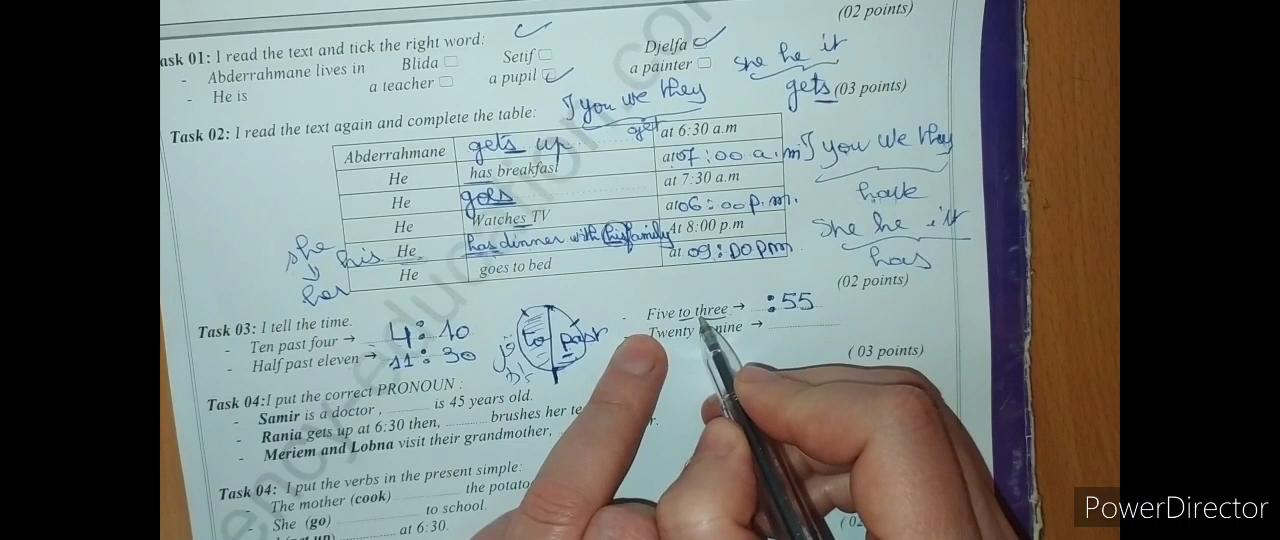 (02 points)
ask 01: I read the text and tick the right word:
- Abderrahmane lives in Blida Setif Djelfa
- He is a teacher a pupil a painter
she he it
gets (03 points)
Task 02: I read the text again and complete the table:
I you we they
get
Abderrahmane gets up at 6:30 a.m
He has breakfast at 07:00 a.m
He goes at 7:30 a.m
He Watches TV at 06:00 p.m.
He has dinner with his family At 8:00 p.m
He goes to bed at 09:00 pm
I you we they
have
she he it
has
she
his
her
(02 points)
Task 03: I tell the time.
- Ten past four → 4:10
- Half past eleven → 11:30
to past
- Five to three → :55
- Twenty nine →
(03 points)
Task 04:I put the correct PRONOUN :
- Samir is a doctor , ........ is 45 years old.
- Rania gets up at 6:30 then, ........ brushes her te
- Meriem and Lobna visit their grandmother, r.
Task 04: I put the verbs in the present simple:
- The mother (cook) ........ the potato
- She (go) ........ to school.
at 6:30.
ency-education.com
PowerDirector